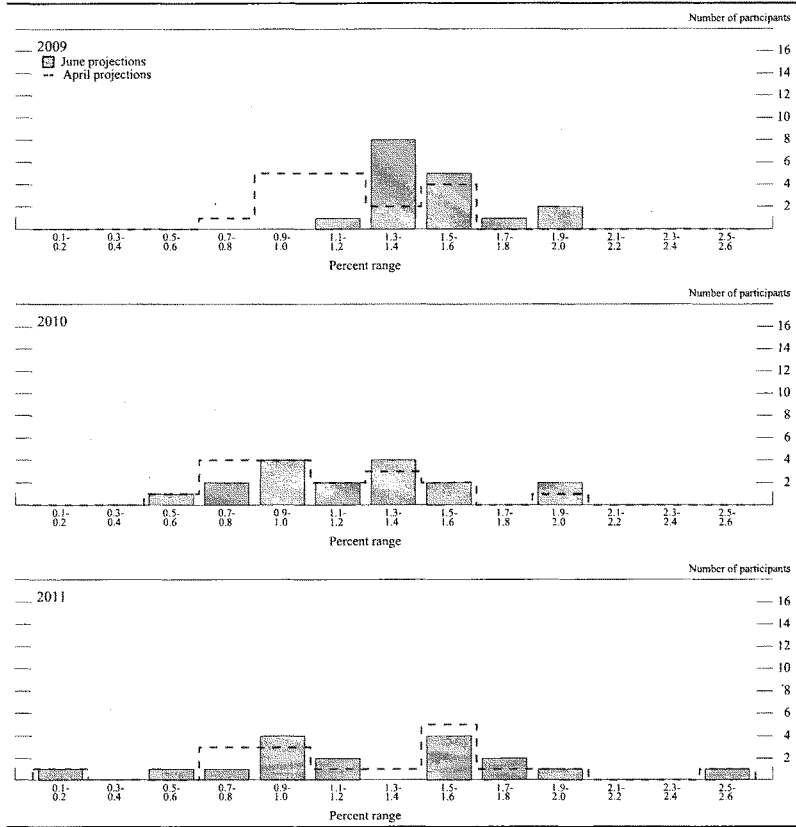 Number of participants
2009
June projections
April projections
16
14
12
10
8
6
4
2
0.1- 0.3- 0.5- 0.7- 0.9- 1.1- 1.3- 1.5- 1.7- 1.9- 2.1- 2.3- 2.5-
0.2 0.4 0.6 0.8 1.0 1.2 1.4 1.6 1.8 2.0 2.2 2.4 2.6
Percent range
Number of participants
2010
16
14
12
10
8
6
4
2
0.1- 0.3- 0.5- 0.7- 0.9- 1.1- 1.3- 1.5- 1.7- 1.9- 2.1- 2.3- 2.5-
0.2 0.4 0.6 0.8 1.0 1.2 1.4 1.6 1.8 2.0 2.2 2.4 2.6
Percent range
Number of participants
2011
16
14
12
10
8
6
4
2
0.1- 0.3- 0.5- 0.7- 0.9- 1.1- 1.3- 1.5- 1.7- 1.9- 2.1- 2.3- 2.5-
0.2 0.4 0.6 0.8 1.0 1.2 1.4 1.6 1.8 2.0 2.2 2.4 2.6
Percent range